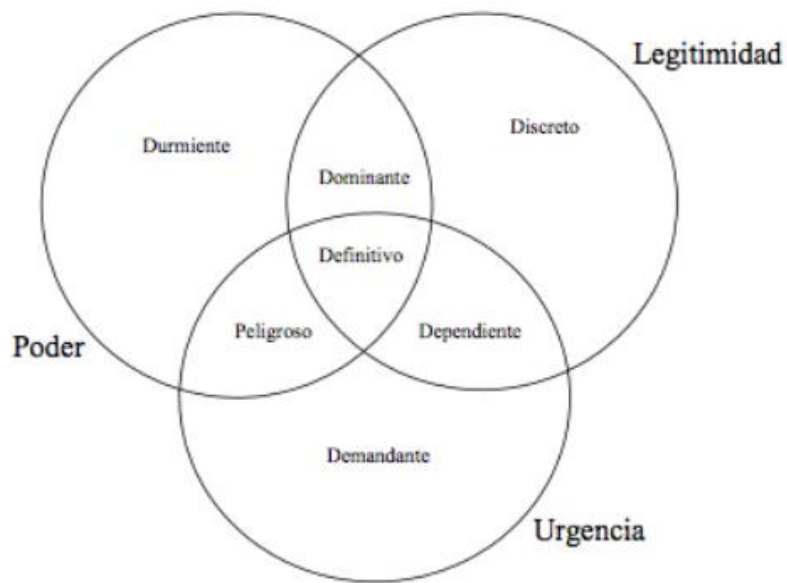 Legitimidad
Discreto
Durmiente
Dominante
Definitivo
Peligroso
Dependiente
Poder
Demandante
Urgencia